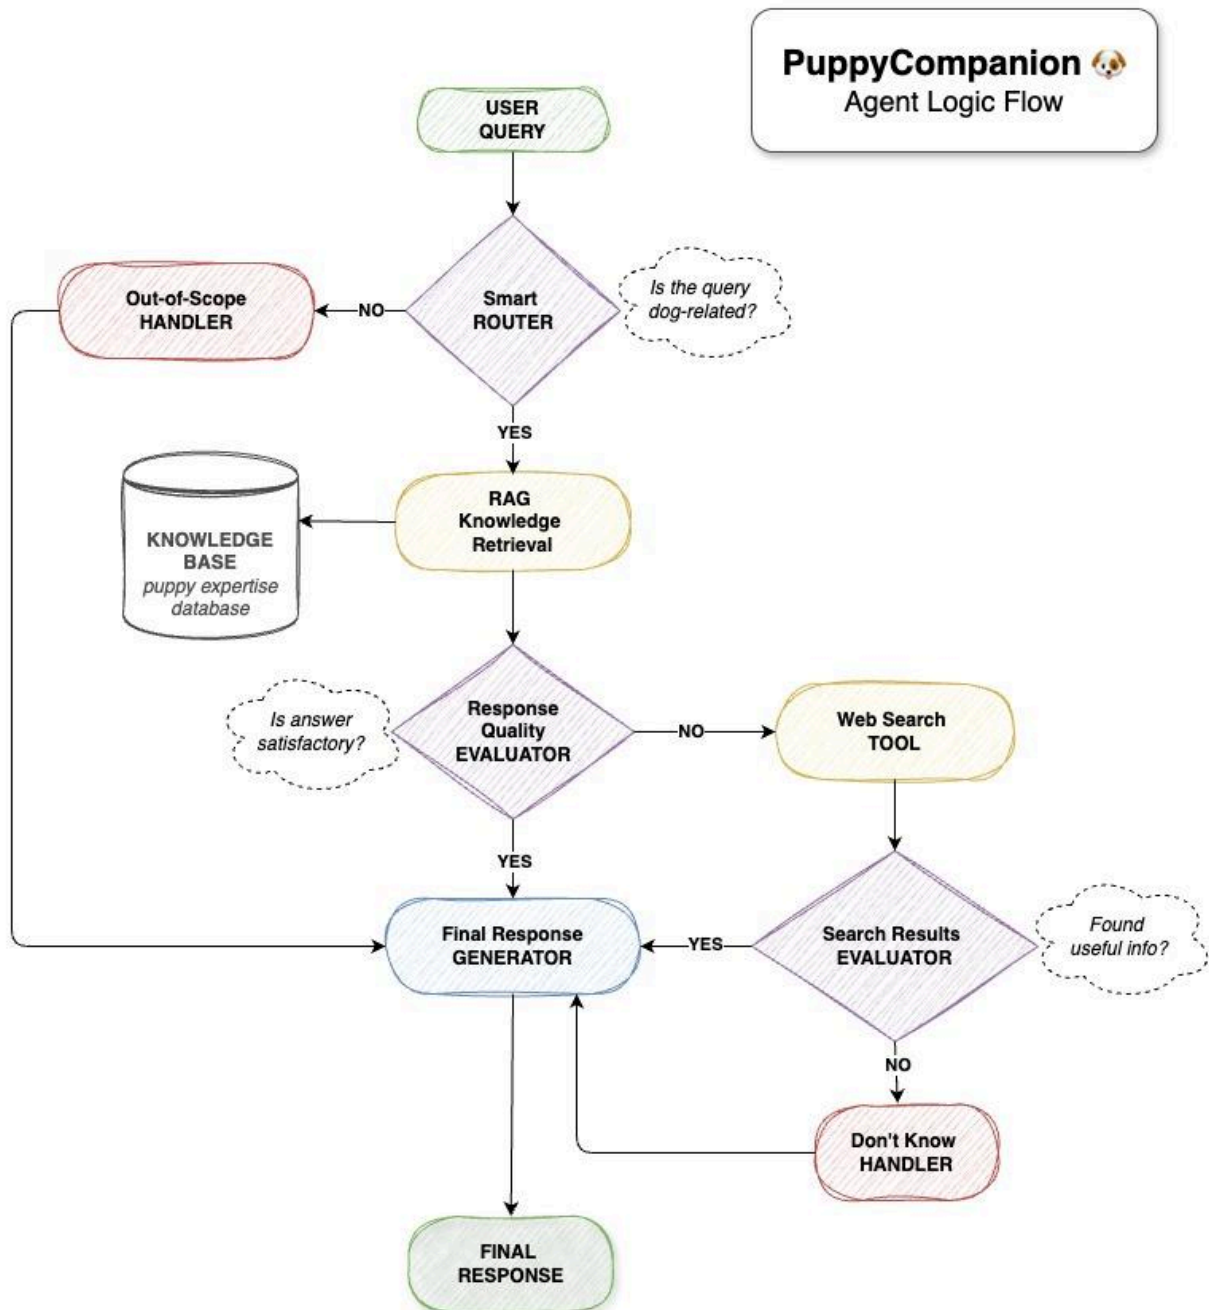 PuppyCompanion 🐶
Agent Logic Flow
USER
QUERY
Smart
ROUTER
Is the query
dog-related?
NO
Out-of-Scope
HANDLER
YES
RAG
Knowledge
Retrieval
KNOWLEDGE
BASE
puppy expertise
database
Response
Quality
EVALUATOR
Is answer
satisfactory?
NO
Web Search
TOOL
YES
Final Response
GENERATOR
YES
Search Results
EVALUATOR
Found
useful info?
NO
Don't Know
HANDLER
FINAL
RESPONSE